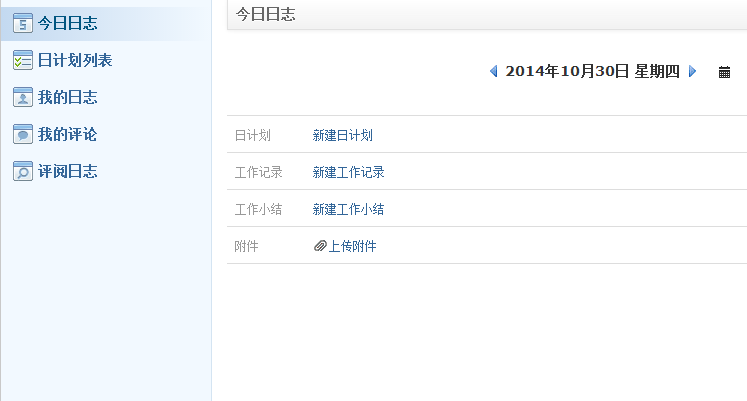 今日日志
日计划列表
我的日志
我的评论
评阅日志
今日日志
2014年10月30日 星期四
日计划 新建日计划
工作记录 新建工作记录
工作小结 新建工作小结
附件 上传附件